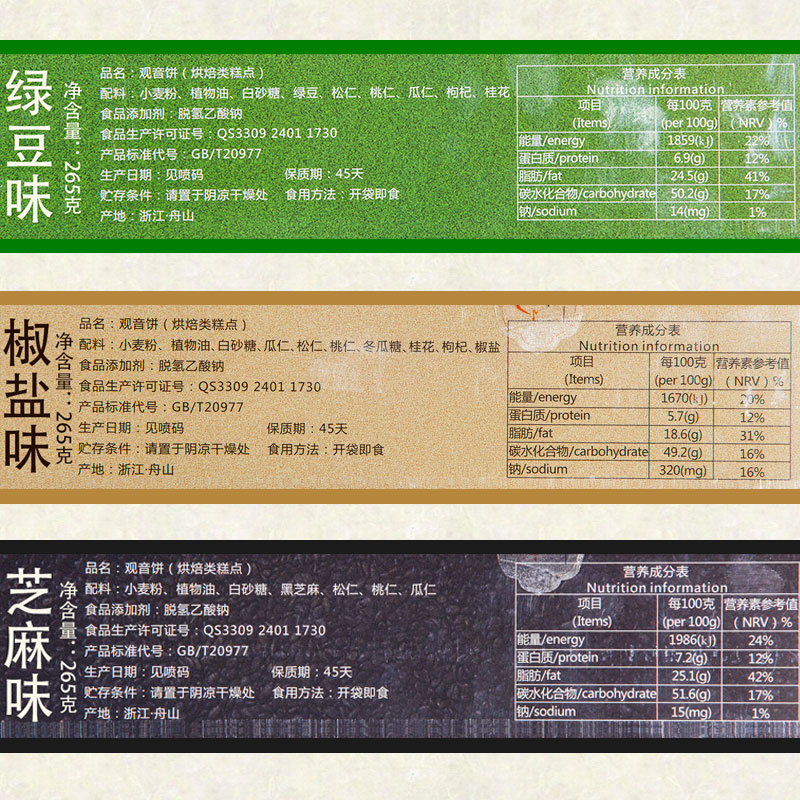 绿豆味
净含量：265克
品名：观音饼（烘焙类糕点）
配料：小麦粉、植物油、白砂糖、绿豆、松仁、桃仁、瓜仁、枸杞、桂花
食品添加剂：脱氢乙酸钠
食品生产许可证号：QS3309 2401 1730
产品标准代号：GB/T20977
生产日期：见喷码 保质期：45天
贮存条件：请置于阴凉干燥处 食用方法：开袋即食
产地：浙江·舟山
营养成分表
Nutrition information
项目 每100克 营养素参考值
(Items) (per 100g) （NRV）%
能量/energy 1859(kJ) 22%
蛋白质/protein 6.9(g) 12%
脂肪/fat 24.5(g) 41%
碳水化合物/carbohydrate 50.2(g) 17%
钠/sodium 14(mg) 1%
椒盐味
净含量：265克
品名：观音饼（烘焙类糕点）
配料：小麦粉、植物油、白砂糖、瓜仁、松仁、桃仁、冬瓜糖、桂花、枸杞、椒盐
食品添加剂：脱氢乙酸钠
食品生产许可证号：QS3309 2401 1730
产品标准代号：GB/T20977
生产日期：见喷码 保质期：45天
贮存条件：请置于阴凉干燥处 食用方法：开袋即食
产地：浙江·舟山
营养成分表
Nutrition information
项目 每100克 营养素参考值
(Items) (per 100g) （NRV）%
能量/energy 1670(kJ) 20%
蛋白质/protein 5.7(g) 12%
脂肪/fat 18.6(g) 31%
碳水化合物/carbohydrate 49.2(g) 16%
钠/sodium 320(mg) 16%
芝麻味
净含量：265克
品名：观音饼（烘焙类糕点）
配料：小麦粉、植物油、白砂糖、黑芝麻、松仁、桃仁、瓜仁
食品添加剂：脱氢乙酸钠
食品生产许可证号：QS3309 2401 1730
产品标准代号：GB/T20977
生产日期：见喷码 保质期：45天
贮存条件：请置于阴凉干燥处 食用方法：开袋即食
产地：浙江·舟山
营养成分表
Nutrition information
项目 每100克 营养素参考值
(Items) (per 100g) （NRV）%
能量/energy 1986(kJ) 24%
蛋白质/protein 7.2(g) 12%
脂肪/fat 25.1(g) 42%
碳水化合物/carbohydrate 51.6(g) 17%
钠/sodium 15(mg) 1%